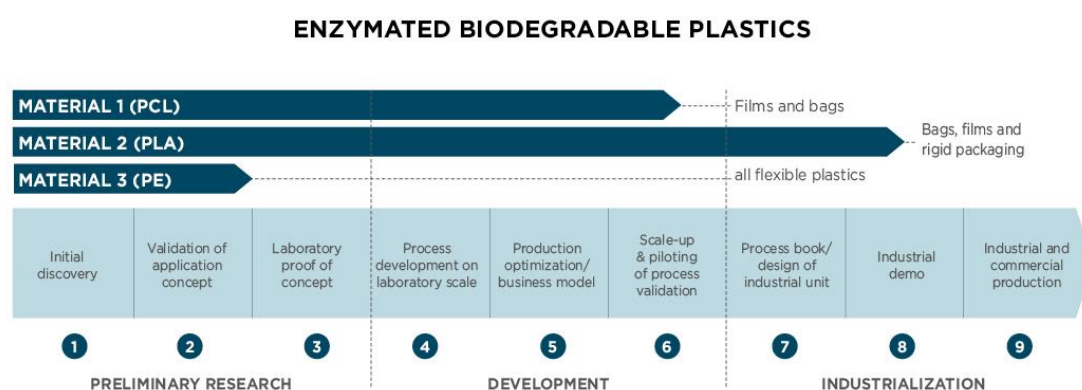 ENZYMATED BIODEGRADABLE PLASTICS
MATERIAL 1 (PCL)
Films and bags
MATERIAL 2 (PLA)
Bags, films and
rigid packaging
MATERIAL 3 (PE)
all flexible plastics
Initial
discovery
Validation of
application
concept
Laboratory
proof of
concept
Process
development on
laboratory scale
Production
optimization/
business model
Scale-up
& piloting
of process
validation
Process book/
design of
industrial unit
Industrial
demo
Industrial and
commercial
production
1
2
3
4
5
6
7
8
9
PRELIMINARY RESEARCH
DEVELOPMENT
INDUSTRIALIZATION